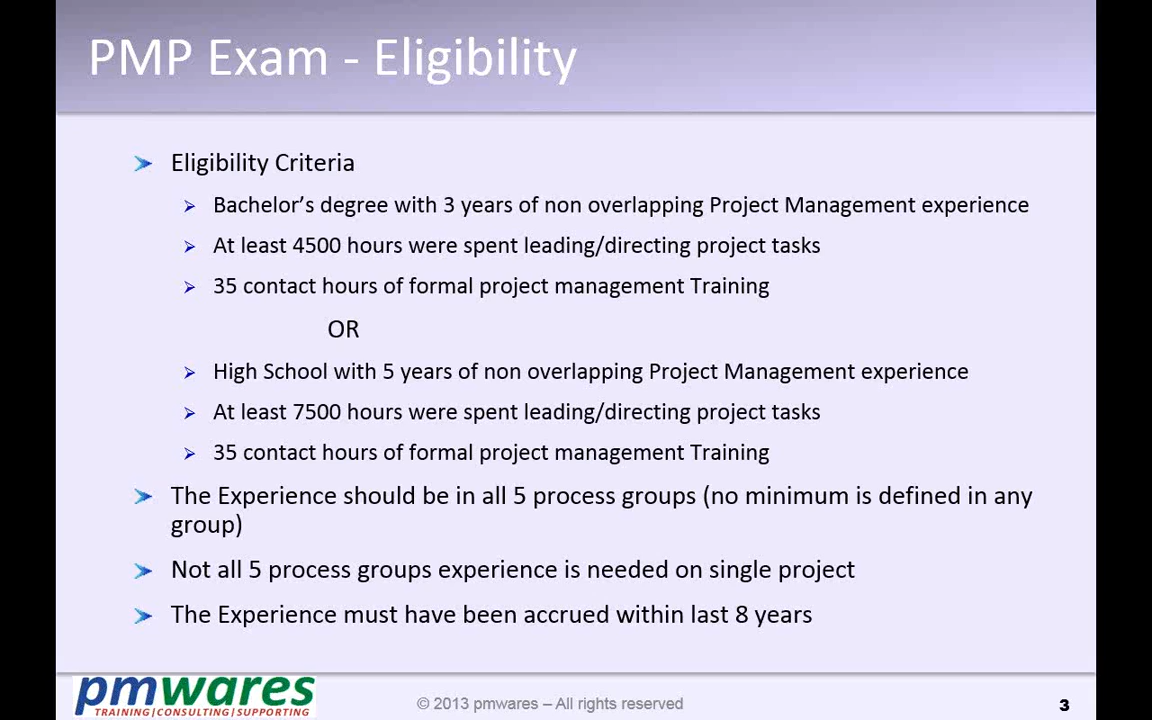 PMP Exam - Eligibility
Eligibility Criteria
Bachelor's degree with 3 years of non overlapping Project Management experience
At least 4500 hours were spent leading/directing project tasks
35 contact hours of formal project management Training
OR
High School with 5 years of non overlapping Project Management experience
At least 7500 hours were spent leading/directing project tasks
35 contact hours of formal project management Training
The Experience should be in all 5 process groups (no minimum is defined in any
group)
Not all 5 process groups experience is needed on single project
The Experience must have been accrued within last 8 years
pmwares
TRAINING|CONSULTING|SUPPORTING
© 2013 pmwares – All rights reserved
3